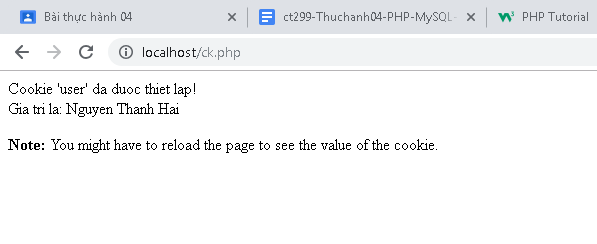 Bài thực hành 04
ct299-Thuchanh04-PHP-MySQL-
PHP Tutorial
localhost/ck.php
Cookie 'user' da duoc thiet lap!
Gia tri la: Nguyen Thanh Hai
Note: You might have to reload the page to see the value of the cookie.